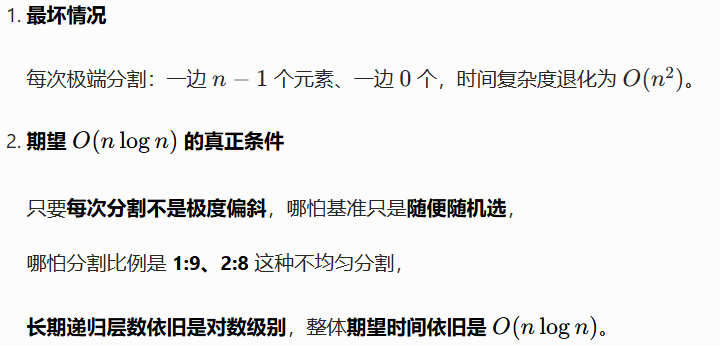 1. 最坏情况
每次极端分割：一边 n − 1 个元素、一边 0 个，时间复杂度退化为 O(n²)。
2. 期望 O(n log n) 的真正条件
只要每次分割不是极度偏斜，哪怕基准只是随便随机选，
哪怕分割比例是 1:9、2:8 这种不均匀分割，
长期递归层数依旧是对数级别，整体期望时间依旧是 O(n log n)。